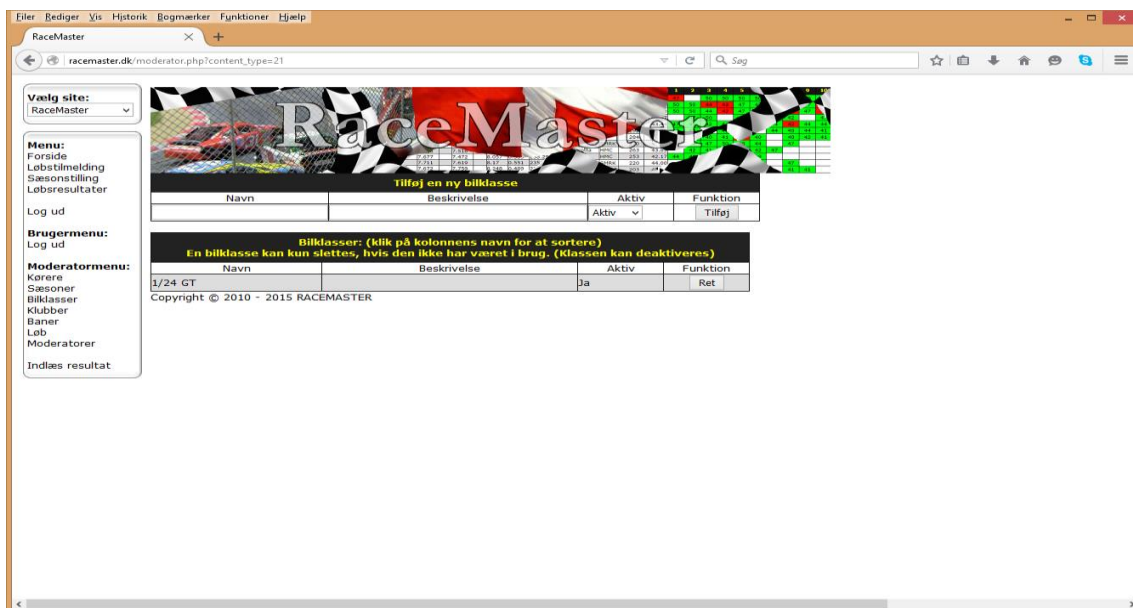 Filer Rediger Vis Historik Bogmærker Funktioner Hjælp
RaceMaster
racemaster.dk/moderator.php?content_type=21
Søg
Vælg site:
RaceMaster
Menu:
Forside
Løbstilmelding
Sæsonstilling
Løbsresultater
Log ud
Brugermenu:
Log ud
Moderatormenu:
Kørere
Sæsoner
Bilklasser
Klubber
Baner
Løb
Moderatorer
Indlæs resultat
RaceMaster
Tilføj en ny bilklasse
Navn Beskrivelse Aktiv Funktion
Aktiv Tilføj
Bilklasser: (klik på kolonnens navn for at sortere)
En bilklasse kan kun slettes, hvis den ikke har været i brug. (Klassen kan deaktiveres)
Navn Beskrivelse Aktiv Funktion
1/24 GT Ja Ret
Copyright © 2010 - 2015 RACEMASTER